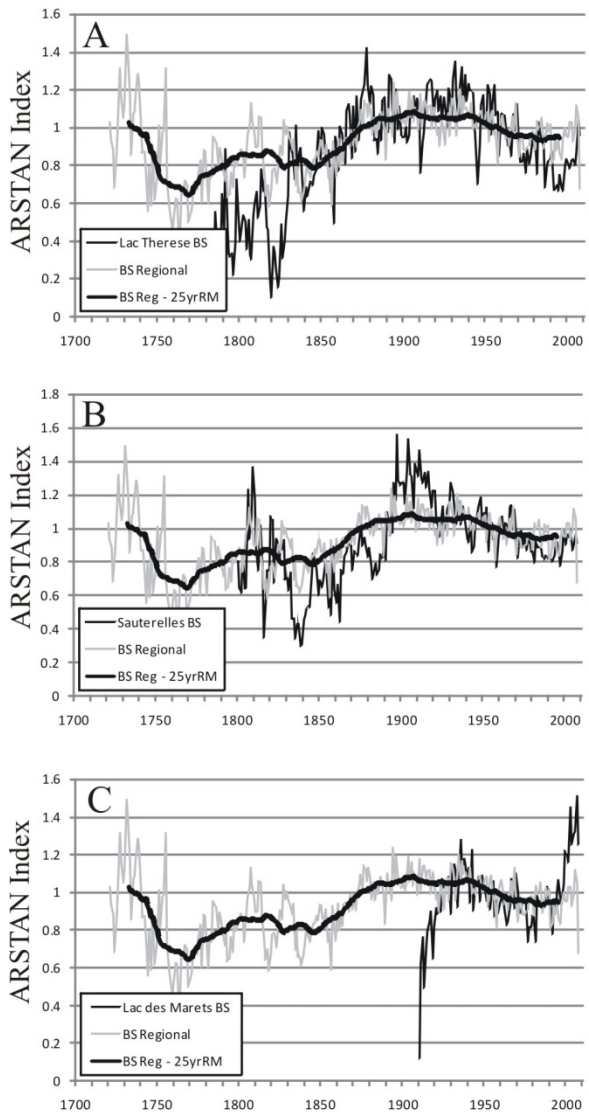 A
ARSTAN Index
1.6
1.4
1.2
1
0.8
0.6
0.4
0.2
0
Lac Therese BS
BS Regional
BS Reg - 25yrRM
1700 1750 1800 1850 1900 1950 2000
B
ARSTAN Index
1.8
1.6
1.4
1.2
1
0.8
0.6
0.4
0.2
0
Sauterelles BS
BS Regional
BS Reg - 25yrRM
1700 1750 1800 1850 1900 1950 2000
C
ARSTAN Index
1.6
1.4
1.2
1
0.8
0.6
0.4
0.2
0
Lac des Marets BS
BS Regional
BS Reg - 25yrRM
1700 1750 1800 1850 1900 1950 2000